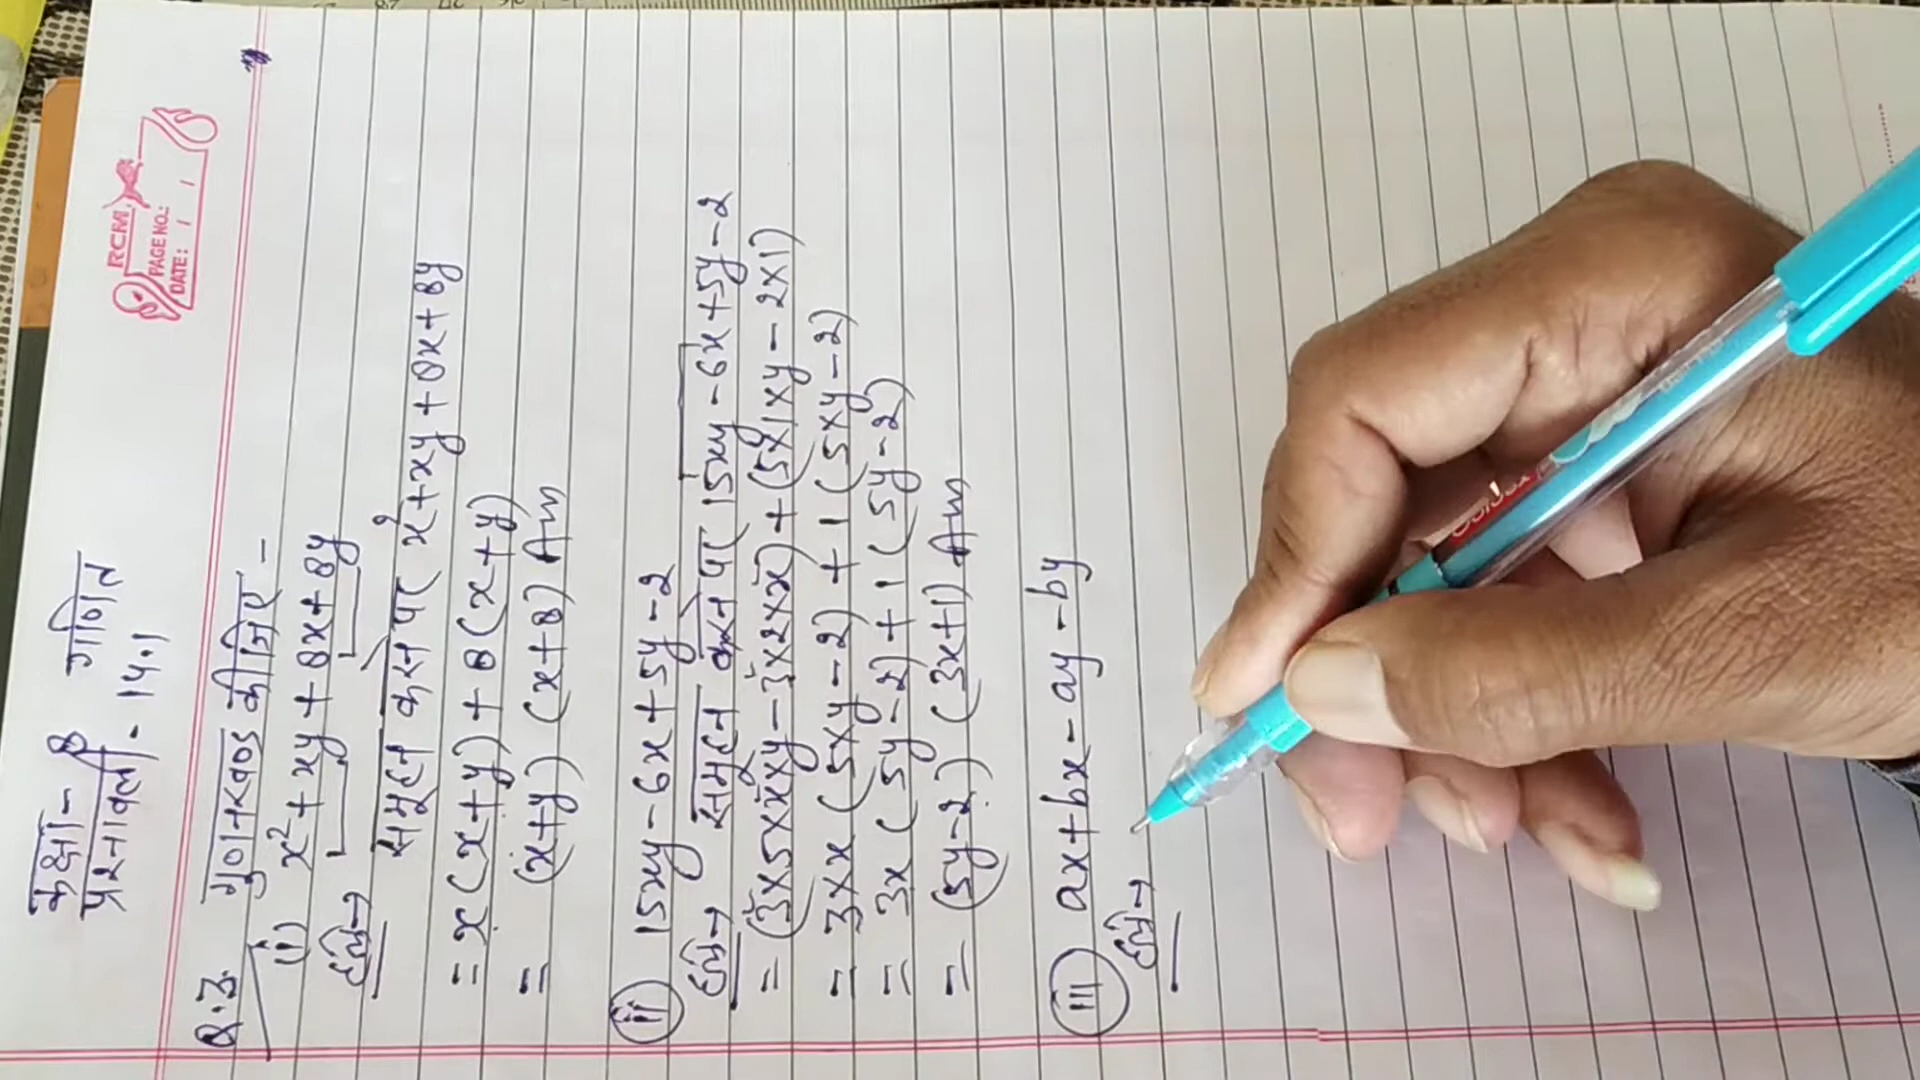 RCM
PAGE NO.:
DATE: / /
कक्षा - 8 गणित
प्रश्नावली - 14.1
Q.3. गुणनखण्ड कीजिए -
(i) x² + xy + 8x + 8y
हल →
समूहन करने पर x² + xy + 8x + 8y
= x (x+y) + 8 (x+y)
= (x+y) (x+8) Ans
(ii) 15xy - 6x + 5y - 2
हल → समूहन करने पर 15xy - 6x + 5y - 2
= (3×5×x×y - 3×2×x) + (5×1×y - 2×1)
= 3×x (5×y - 2) + 1 (5×y - 2)
= 3x (5y - 2) + 1 (5y - 2)
= (5y - 2) (3x+1) Ans
(iii) ax + bx - ay - by
हल →